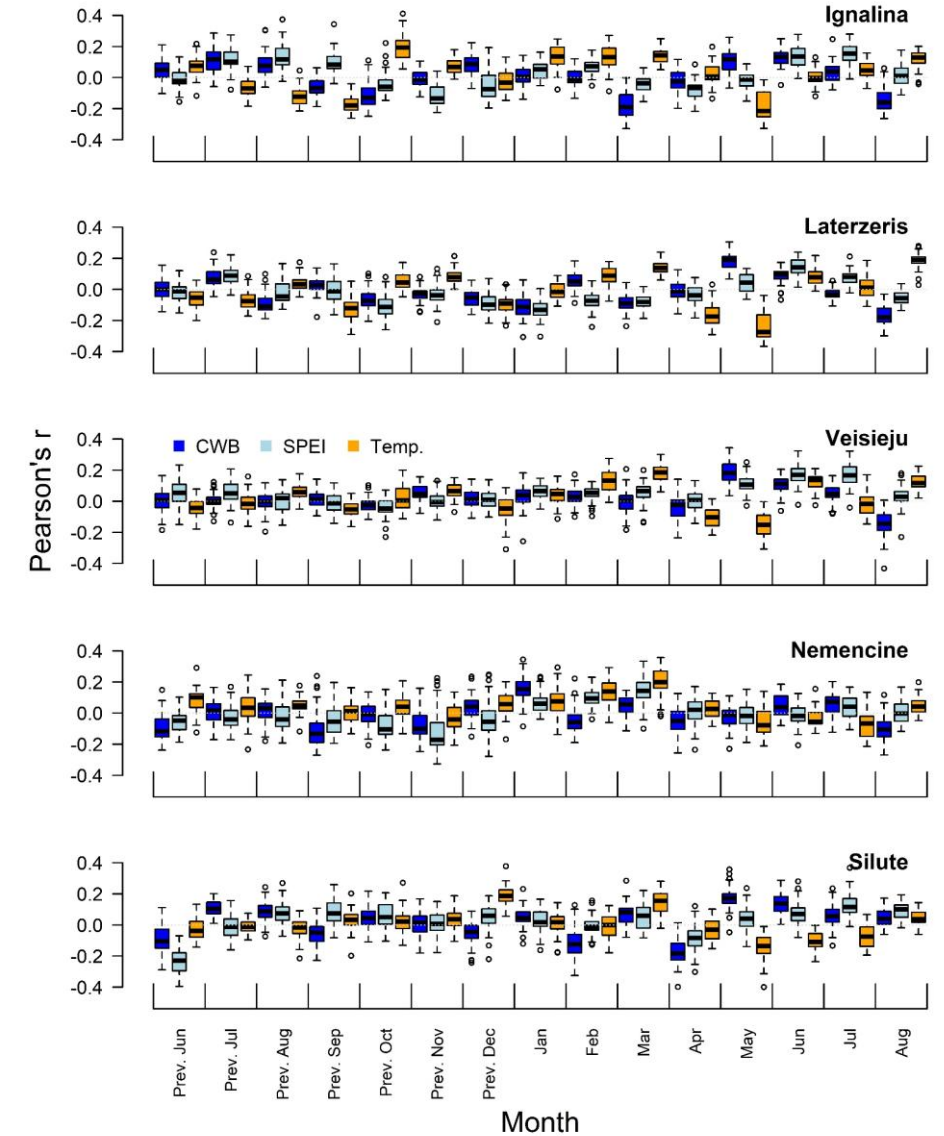 Ignalina
0.4
0.2
0.0
-0.2
-0.4
Laterzeris
0.4
0.2
0.0
-0.2
-0.4
Veisieju
CWB SPEI Temp.
0.4
0.2
0.0
-0.2
-0.4
Nemencine
0.4
0.2
0.0
-0.2
-0.4
Silute
0.4
0.2
0.0
-0.2
-0.4
Pearson's r
Prev. Jun Prev. Jul Prev. Aug Prev. Sep Prev. Oct Prev. Nov Prev. Dec Jan Feb Mar Apr May Jun Jul Aug
Month